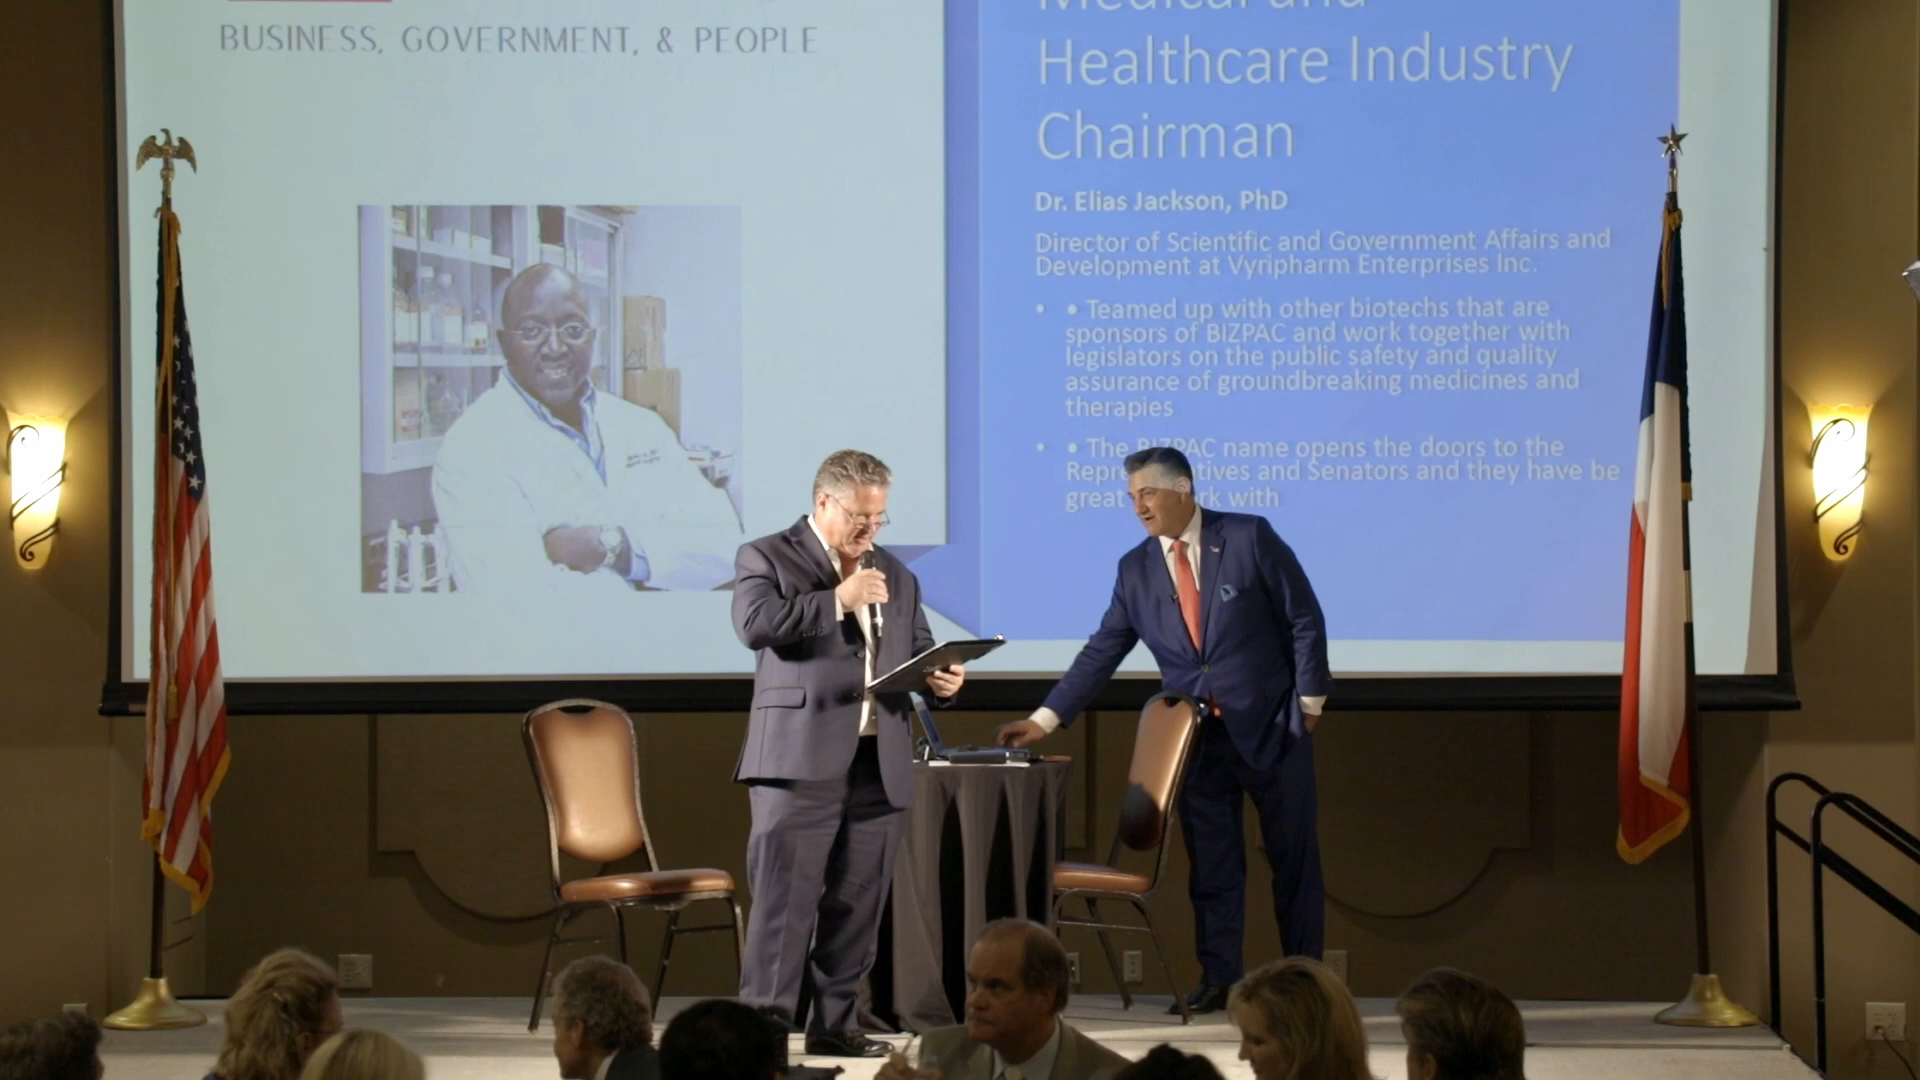 BUSINESS, GOVERNMENT, & PEOPLE
Medical and
Healthcare Industry
Chairman
Dr. Elias Jackson, PhD
Director of Scientific and Government Affairs and
Development at Vyripharm Enterprises Inc.
• • Teamed up with other biotechs that are
sponsors of BIZPAC and work together with
legislators on the public safety and quality
assurance of groundbreaking medicines and
therapies
• • The BIZPAC name opens the doors to the
and Senators and they have be
great with